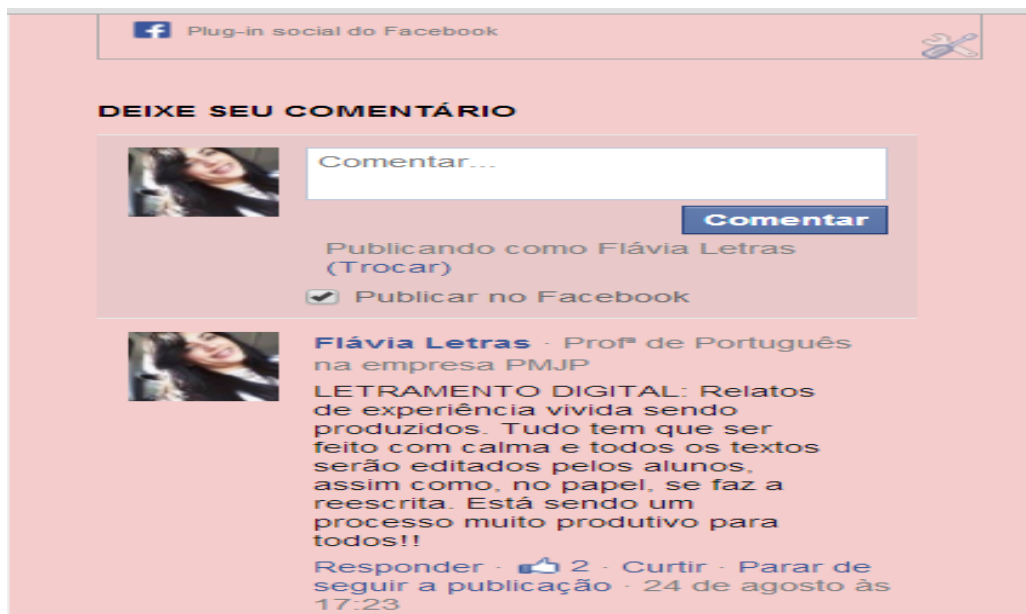 Plug-in social do Facebook
DEIXE SEU COMENTÁRIO
Comentar...
Comentar
Publicando como Flávia Letras
(Trocar)
Publicar no Facebook
Flávia Letras · Profª de Português
na empresa PMJP
LETRAMENTO DIGITAL: Relatos
de experiência vivida sendo
produzidos. Tudo tem que ser
feito com calma e todos os textos
serão editados pelos alunos,
assim como, no papel, se faz a
reescrita. Está sendo um
processo muito produtivo para
todos!!
Responder · 2 · Curtir · Parar de
seguir a publicação · 24 de agosto às
17:23